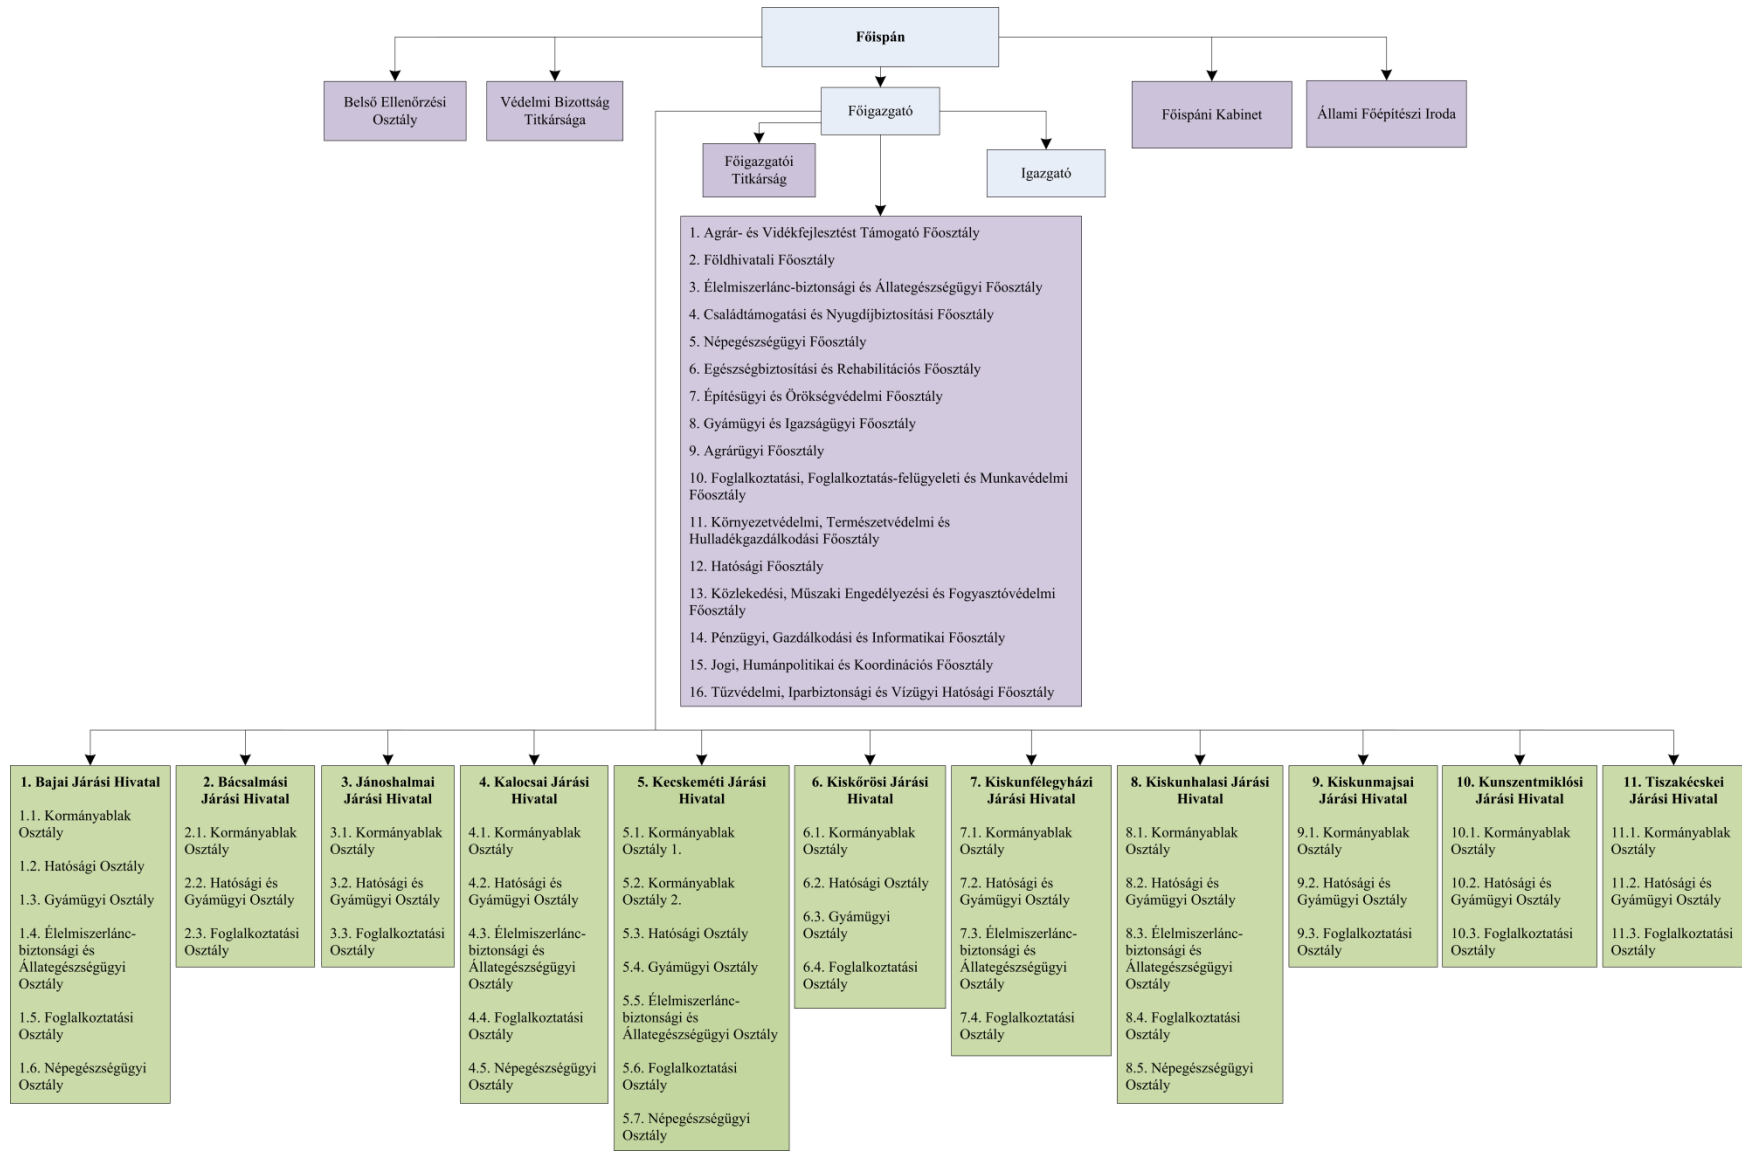 Főispán
Belső Ellenőrzési
Osztály
Védelmi Bizottság
Titkársága
Főispáni Kabinet
Állami Főépítészi Iroda
Főigazgató
Főigazgatói
Titkárság
Igazgató
1. Agrár- és Vidékfejlesztést Támogató Főosztály
2. Földhivatali Főosztály
3. Élelmiszerlánc-biztonsági és Állategészségügyi Főosztály
4. Családtámogatási és Nyugdíjbiztosítási Főosztály
5. Népegészségügyi Főosztály
6. Egészségbiztosítási és Rehabilitációs Főosztály
7. Építésügyi és Örökségvédelmi Főosztály
8. Gyámügyi és Igazságügyi Főosztály
9. Agrárügyi Főosztály
10. Foglalkoztatási, Foglalkoztatás-felügyeleti és Munkavédelmi
Főosztály
11. Környezetvédelmi, Természetvédelmi és
Hulladékgazdálkodási Főosztály
12. Hatósági Főosztály
13. Közlekedési, Műszaki Engedélyezési és Fogyasztóvédelmi
Főosztály
14. Pénzügyi, Gazdálkodási és Informatikai Főosztály
15. Jogi, Humánpolitikai és Koordinációs Főosztály
16. Tűzvédelmi, Iparbiztonsági és Vízügyi Hatósági Főosztály
1. Bajai Járási Hivatal
1.1. Kormányablak
Osztály
1.2. Hatósági Osztály
1.3. Gyámügyi Osztály
1.4. Élelmiszerlánc-
biztonsági és
Állategészségügyi
Osztály
1.5. Foglalkoztatási
Osztály
1.6. Népegészségügyi
Osztály
2. Bácsalmási
Járási Hivatal
2.1. Kormányablak
Osztály
2.2. Hatósági és
Gyámügyi Osztály
2.3. Foglalkoztatási
Osztály
3. Jánoshalmai
Járási Hivatal
3.1. Kormányablak
Osztály
3.2. Hatósági és
Gyámügyi Osztály
3.3. Foglalkoztatási
Osztály
4. Kalocsai Járási
Hivatal
4.1. Kormányablak
Osztály
4.2. Hatósági és
Gyámügyi Osztály
4.3. Élelmiszerlánc-
biztonsági és
Állategészségügyi
Osztály
4.4. Foglalkoztatási
Osztály
4.5. Népegészségügyi
Osztály
5. Kecskeméti Járási
Hivatal
5.1. Kormányablak
Osztály 1.
5.2. Kormányablak
Osztály 2.
5.3. Hatósági Osztály
5.4. Gyámügyi Osztály
5.5. Élelmiszerlánc-
biztonsági és
Állategészségügyi Osztály
5.6. Foglalkoztatási
Osztály
5.7. Népegészségügyi
Osztály
6. Kiskőrösi Járási
Hivatal
6.1. Kormányablak
Osztály
6.2. Hatósági Osztály
6.3. Gyámügyi
Osztály
6.4. Foglalkoztatási
Osztály
7. Kiskunfélegyházi
Járási Hivatal
7.1. Kormányablak
Osztály
7.2. Hatósági és
Gyámügyi Osztály
7.3. Élelmiszerlánc-
biztonsági és
Állategészségügyi
Osztály
7.4. Foglalkoztatási
Osztály
8. Kiskunhalasi Járási
Hivatal
8.1. Kormányablak
Osztály
8.2. Hatósági és
Gyámügyi Osztály
8.3. Élelmiszerlánc-
biztonsági és
Állategészségügyi
Osztály
8.4. Foglalkoztatási
Osztály
8.5. Népegészségügyi
Osztály
9. Kiskunmajsai
Járási Hivatal
9.1. Kormányablak
Osztály
9.2. Hatósági és
Gyámügyi Osztály
9.3. Foglalkoztatási
Osztály
10. Kunszentmiklósi
Járási Hivatal
10.1. Kormányablak
Osztály
10.2. Hatósági és
Gyámügyi Osztály
10.3. Foglalkoztatási
Osztály
11. Tiszakécskei
Járási Hivatal
11.1. Kormányablak
Osztály
11.2. Hatósági és
Gyámügyi Osztály
11.3. Foglalkoztatási
Osztály